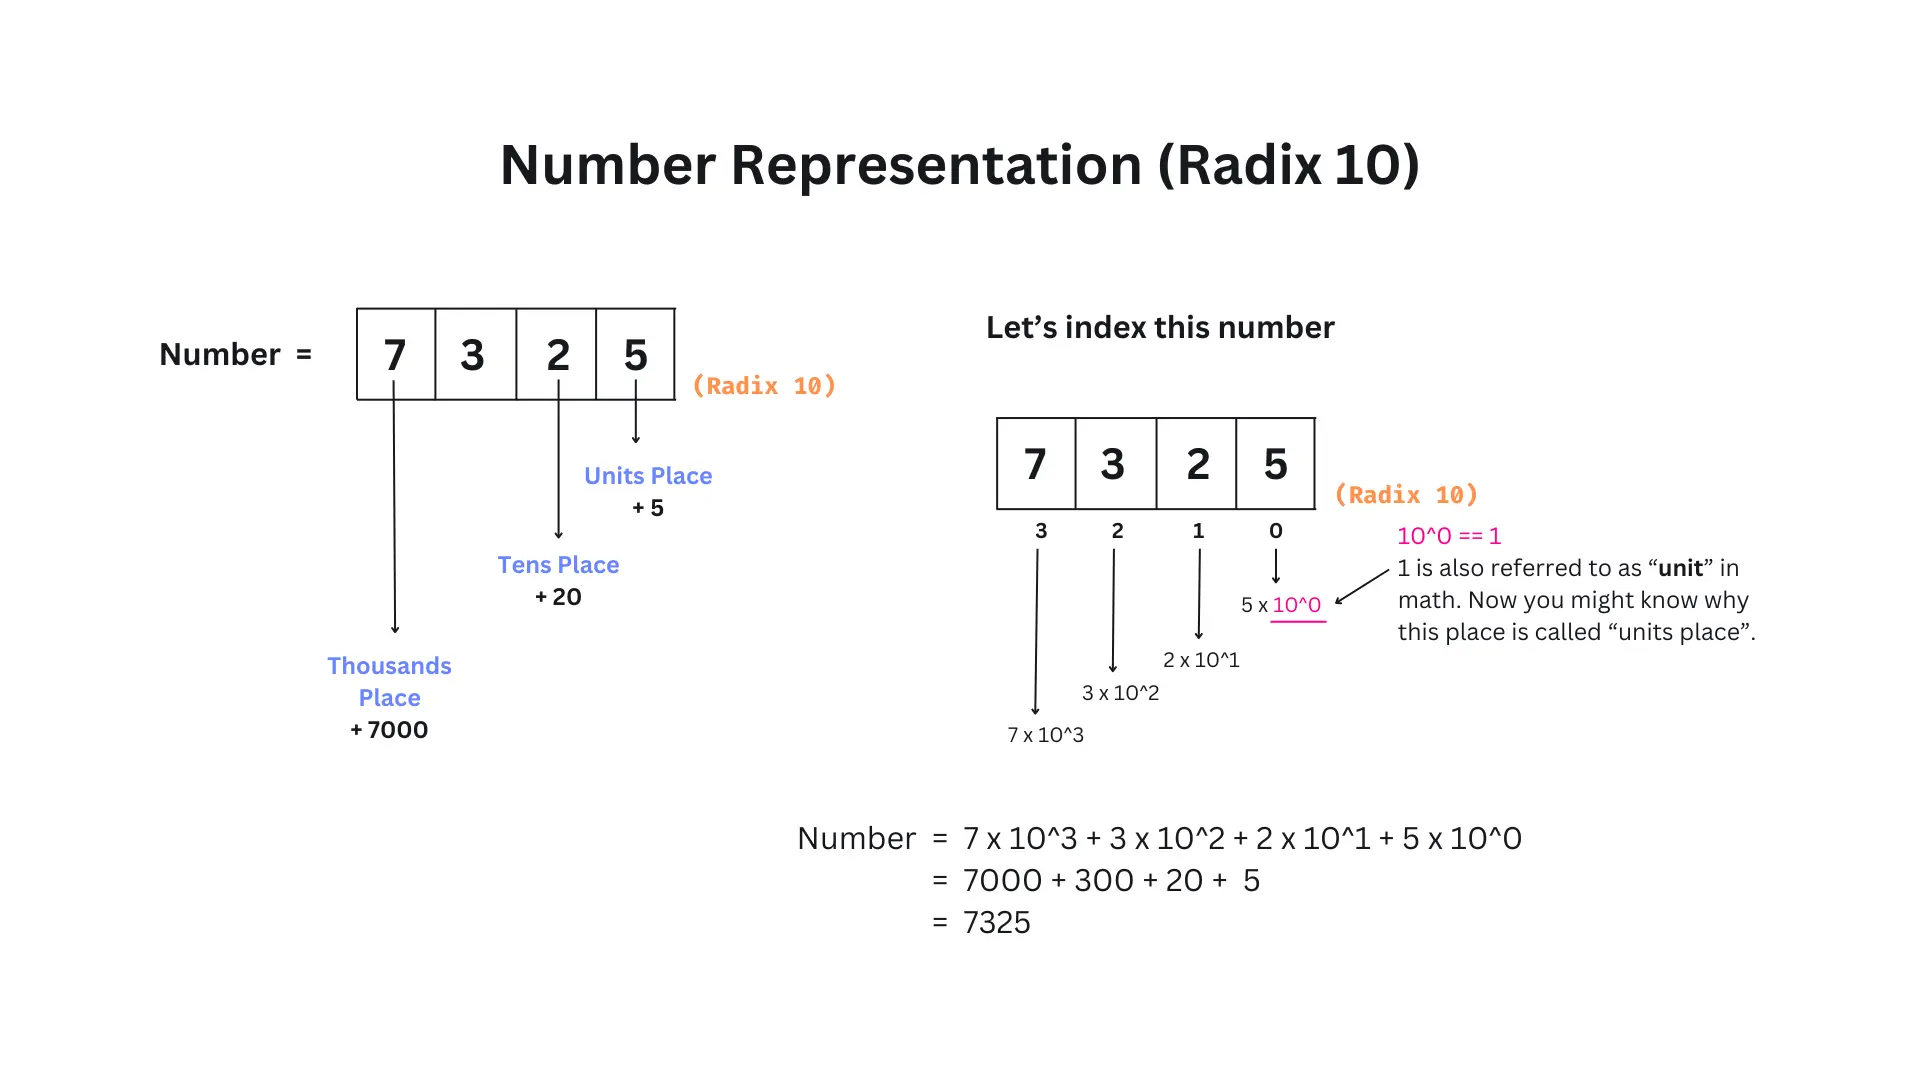 Number Representation (Radix 10)
Number =
7 3 2 5
(Radix 10)
Units Place
+ 5
Tens Place
+ 20
Thousands
Place
+ 7000
Let’s index this number
7 3 2 5
(Radix 10)
3 2 1 0
10^0 == 1
1 is also referred to as “unit” in
math. Now you might know why
this place is called “units place”.
5 x 10^0
2 x 10^1
3 x 10^2
7 x 10^3
Number = 7 x 10^3 + 3 x 10^2 + 2 x 10^1 + 5 x 10^0
= 7000 + 300 + 20 + 5
= 7325